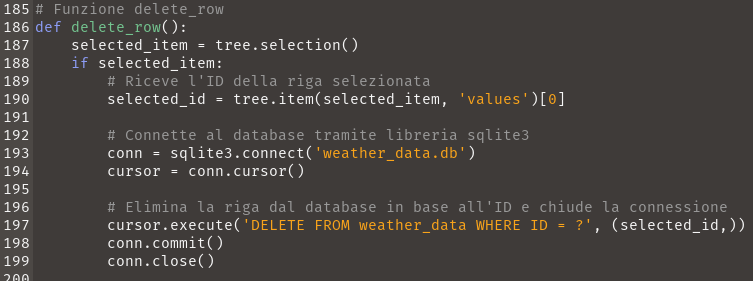 185 # Funzione delete_row
186 def delete_row():
187     selected_item = tree.selection()
188     if selected_item:
189         # Riceve l'ID della riga selezionata
190         selected_id = tree.item(selected_item, 'values')[0]
191
192         # Connette al database tramite libreria sqlite3
193         conn = sqlite3.connect('weather_data.db')
194         cursor = conn.cursor()
195
196         # Elimina la riga dal database in base all'ID e chiude la connessione
197         cursor.execute('DELETE FROM weather_data WHERE ID = ?', (selected_id,))
198         conn.commit()
199         conn.close()
200